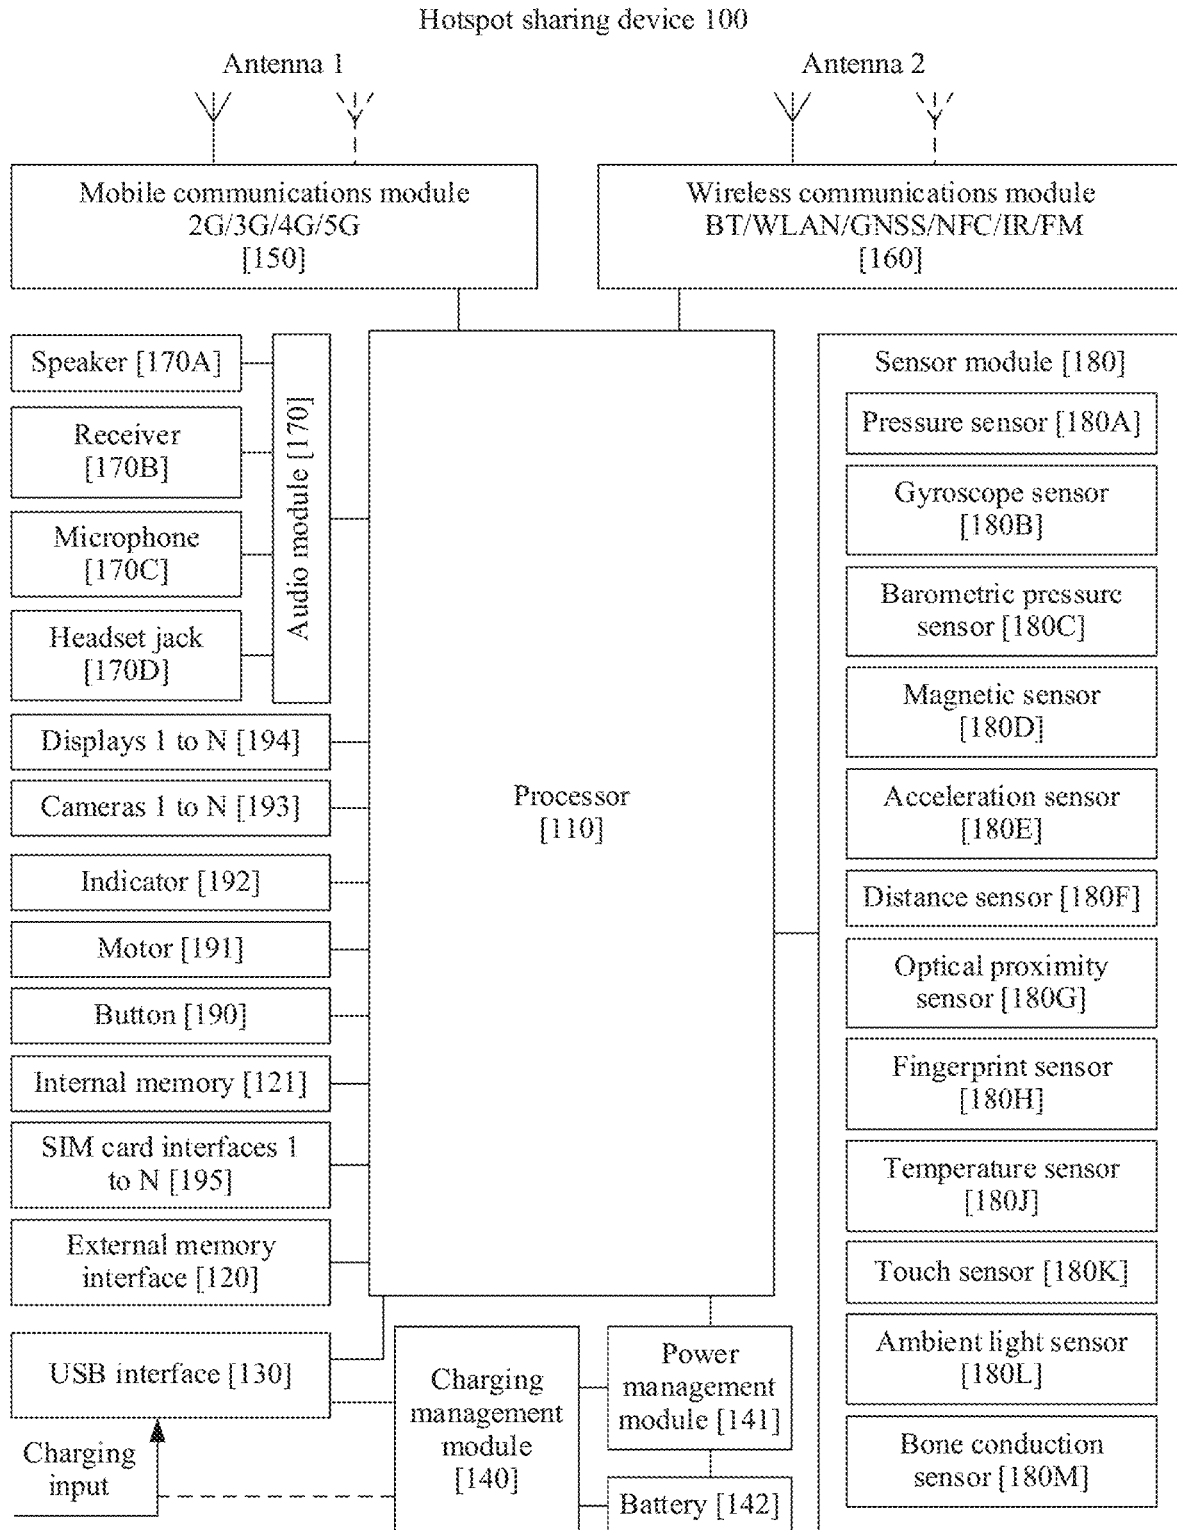 Hotspot sharing device 100
Antenna 1
Antenna 2
Mobile communications module
2G/3G/4G/5G
[150]
Wireless communications module
BT/WLAN/GNSS/NFC/IR/FM
[160]
Speaker [170A]
Receiver
[170B]
Microphone
[170C]
Headset jack
[170D]
Audio module [170]
Displays 1 to N [194]
Cameras 1 to N [193]
Indicator [192]
Motor [191]
Button [190]
Internal memory [121]
SIM card interfaces 1
to N [195]
External memory
interface [120]
USB interface [130]
Charging
input
Processor
[110]
Charging
management
module
[140]
Power
management
module [141]
Battery [142]
Sensor module [180]
Pressure sensor [180A]
Gyroscope sensor
[180B]
Barometric pressure
sensor [180C]
Magnetic sensor
[180D]
Acceleration sensor
[180E]
Distance sensor [180F]
Optical proximity
sensor [180G]
Fingerprint sensor
[180H]
Temperature sensor
[180J]
Touch sensor [180K]
Ambient light sensor
[180L]
Bone conduction
sensor [180M]